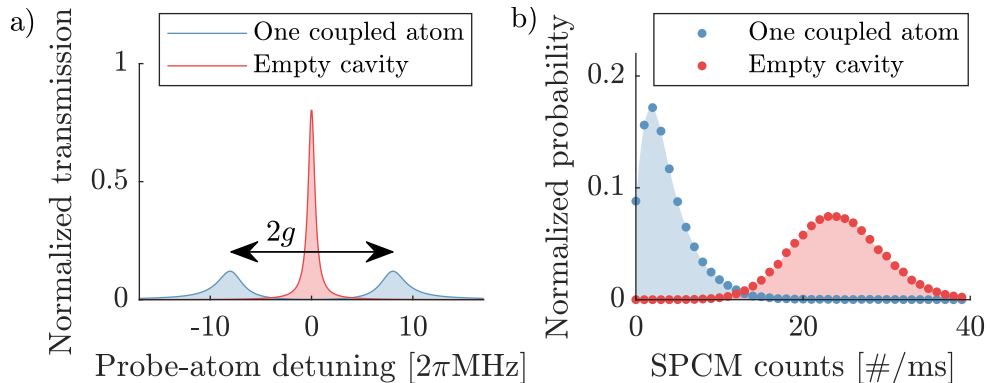 a)
One coupled atom
Empty cavity
Normalized transmission
1
0.5
0
2g
-10
0
10
Probe-atom detuning [2πMHz]
b)
One coupled atom
Empty cavity
Normalized probability
0.2
0.1
0
0
20
40
SPCM counts [#/ms]